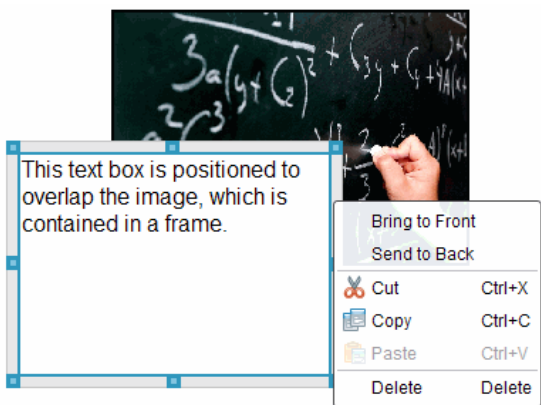 3a(y+
This text box is positioned to
overlap the image, which is
contained in a frame.
Bring to Front
Send to Back
Cut Ctrl+X
Copy Ctrl+C
Paste Ctrl+V
Delete Delete